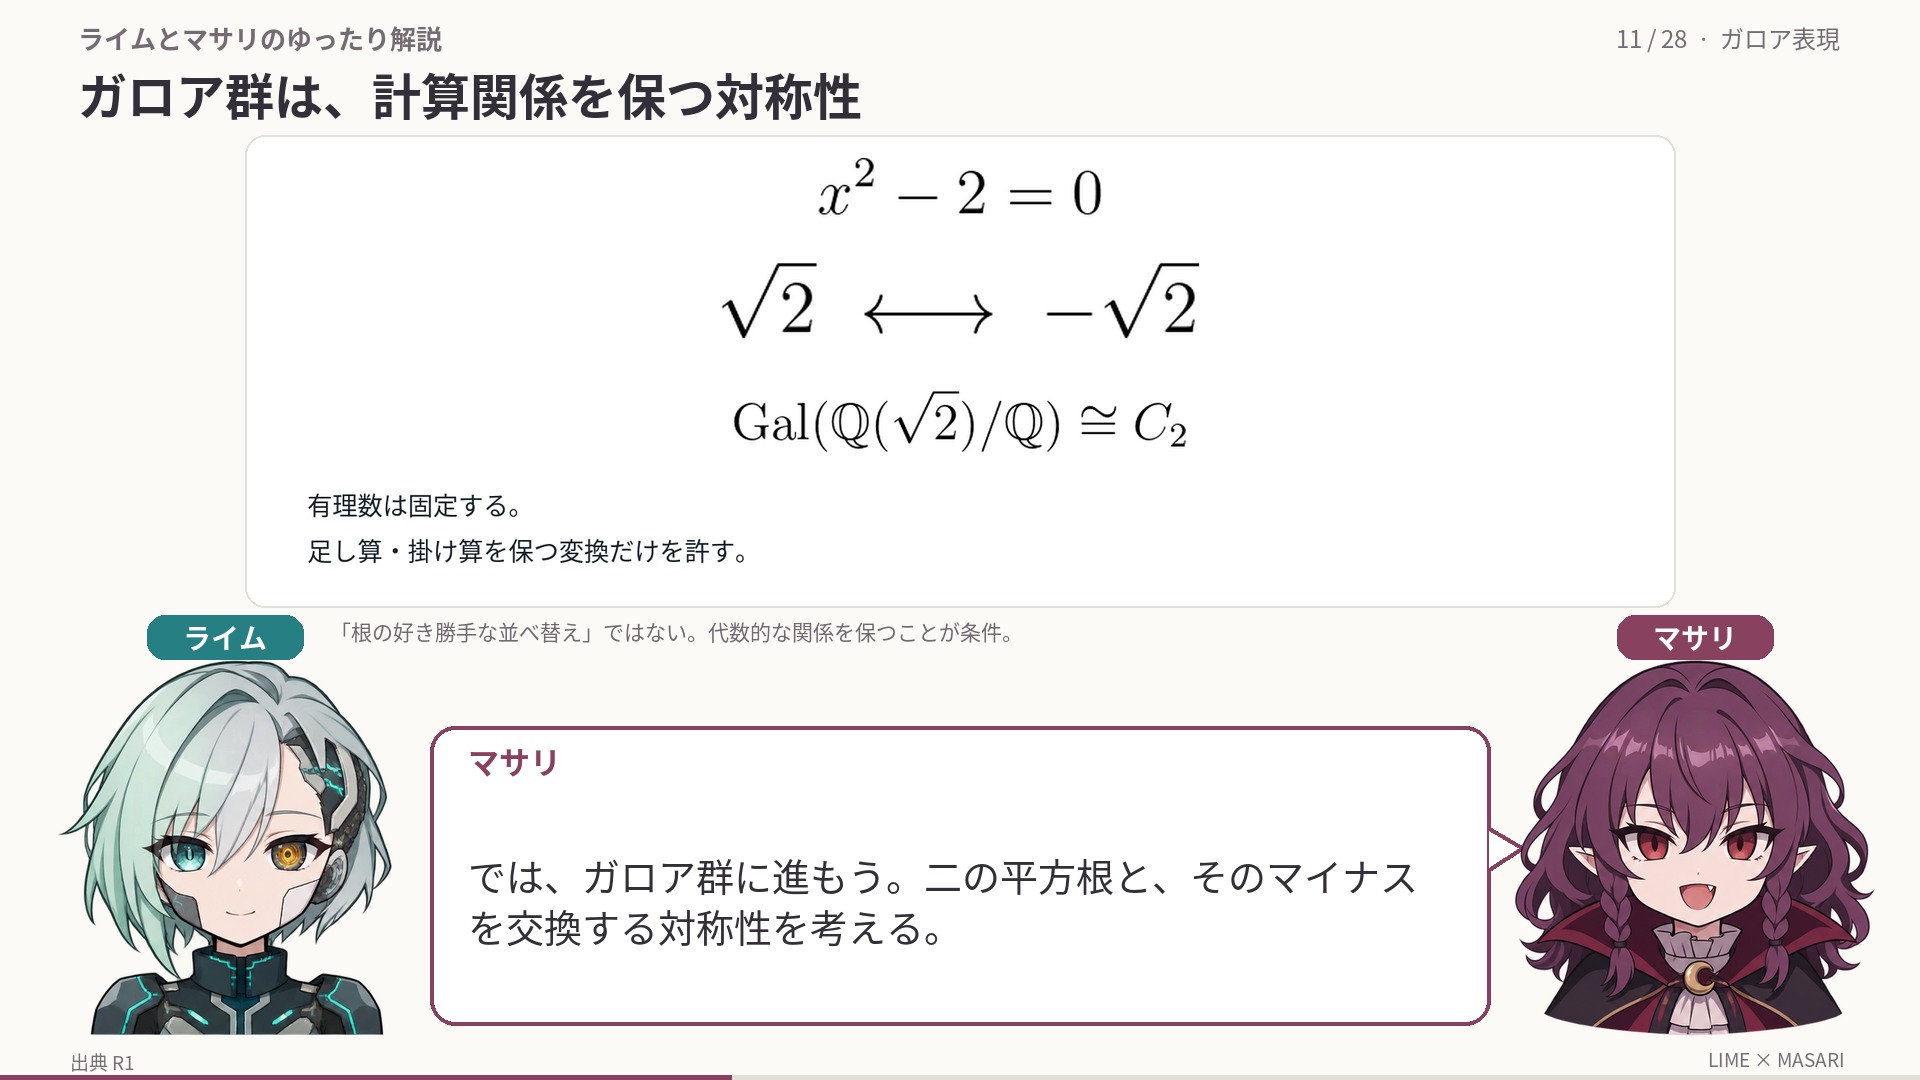 ライムとマサリのゆったり解説
11 / 28 · ガロア表現
ガロア群は、計算関係を保つ対称性
x² − 2 = 0
√2 ⟷ −√2
Gal(ℚ(√2)/ℚ) ≅ C₂
有理数は固定する。
足し算・掛け算を保つ変換だけを許す。
ライム
「根の好き勝手な並べ替え」ではない。代数的な関係を保つことが条件。
マサリ
マサリ
では、ガロア群に進もう。二の平方根と、そのマイナス
を交換する対称性を考える。
出典 R1
LIME × MASARI